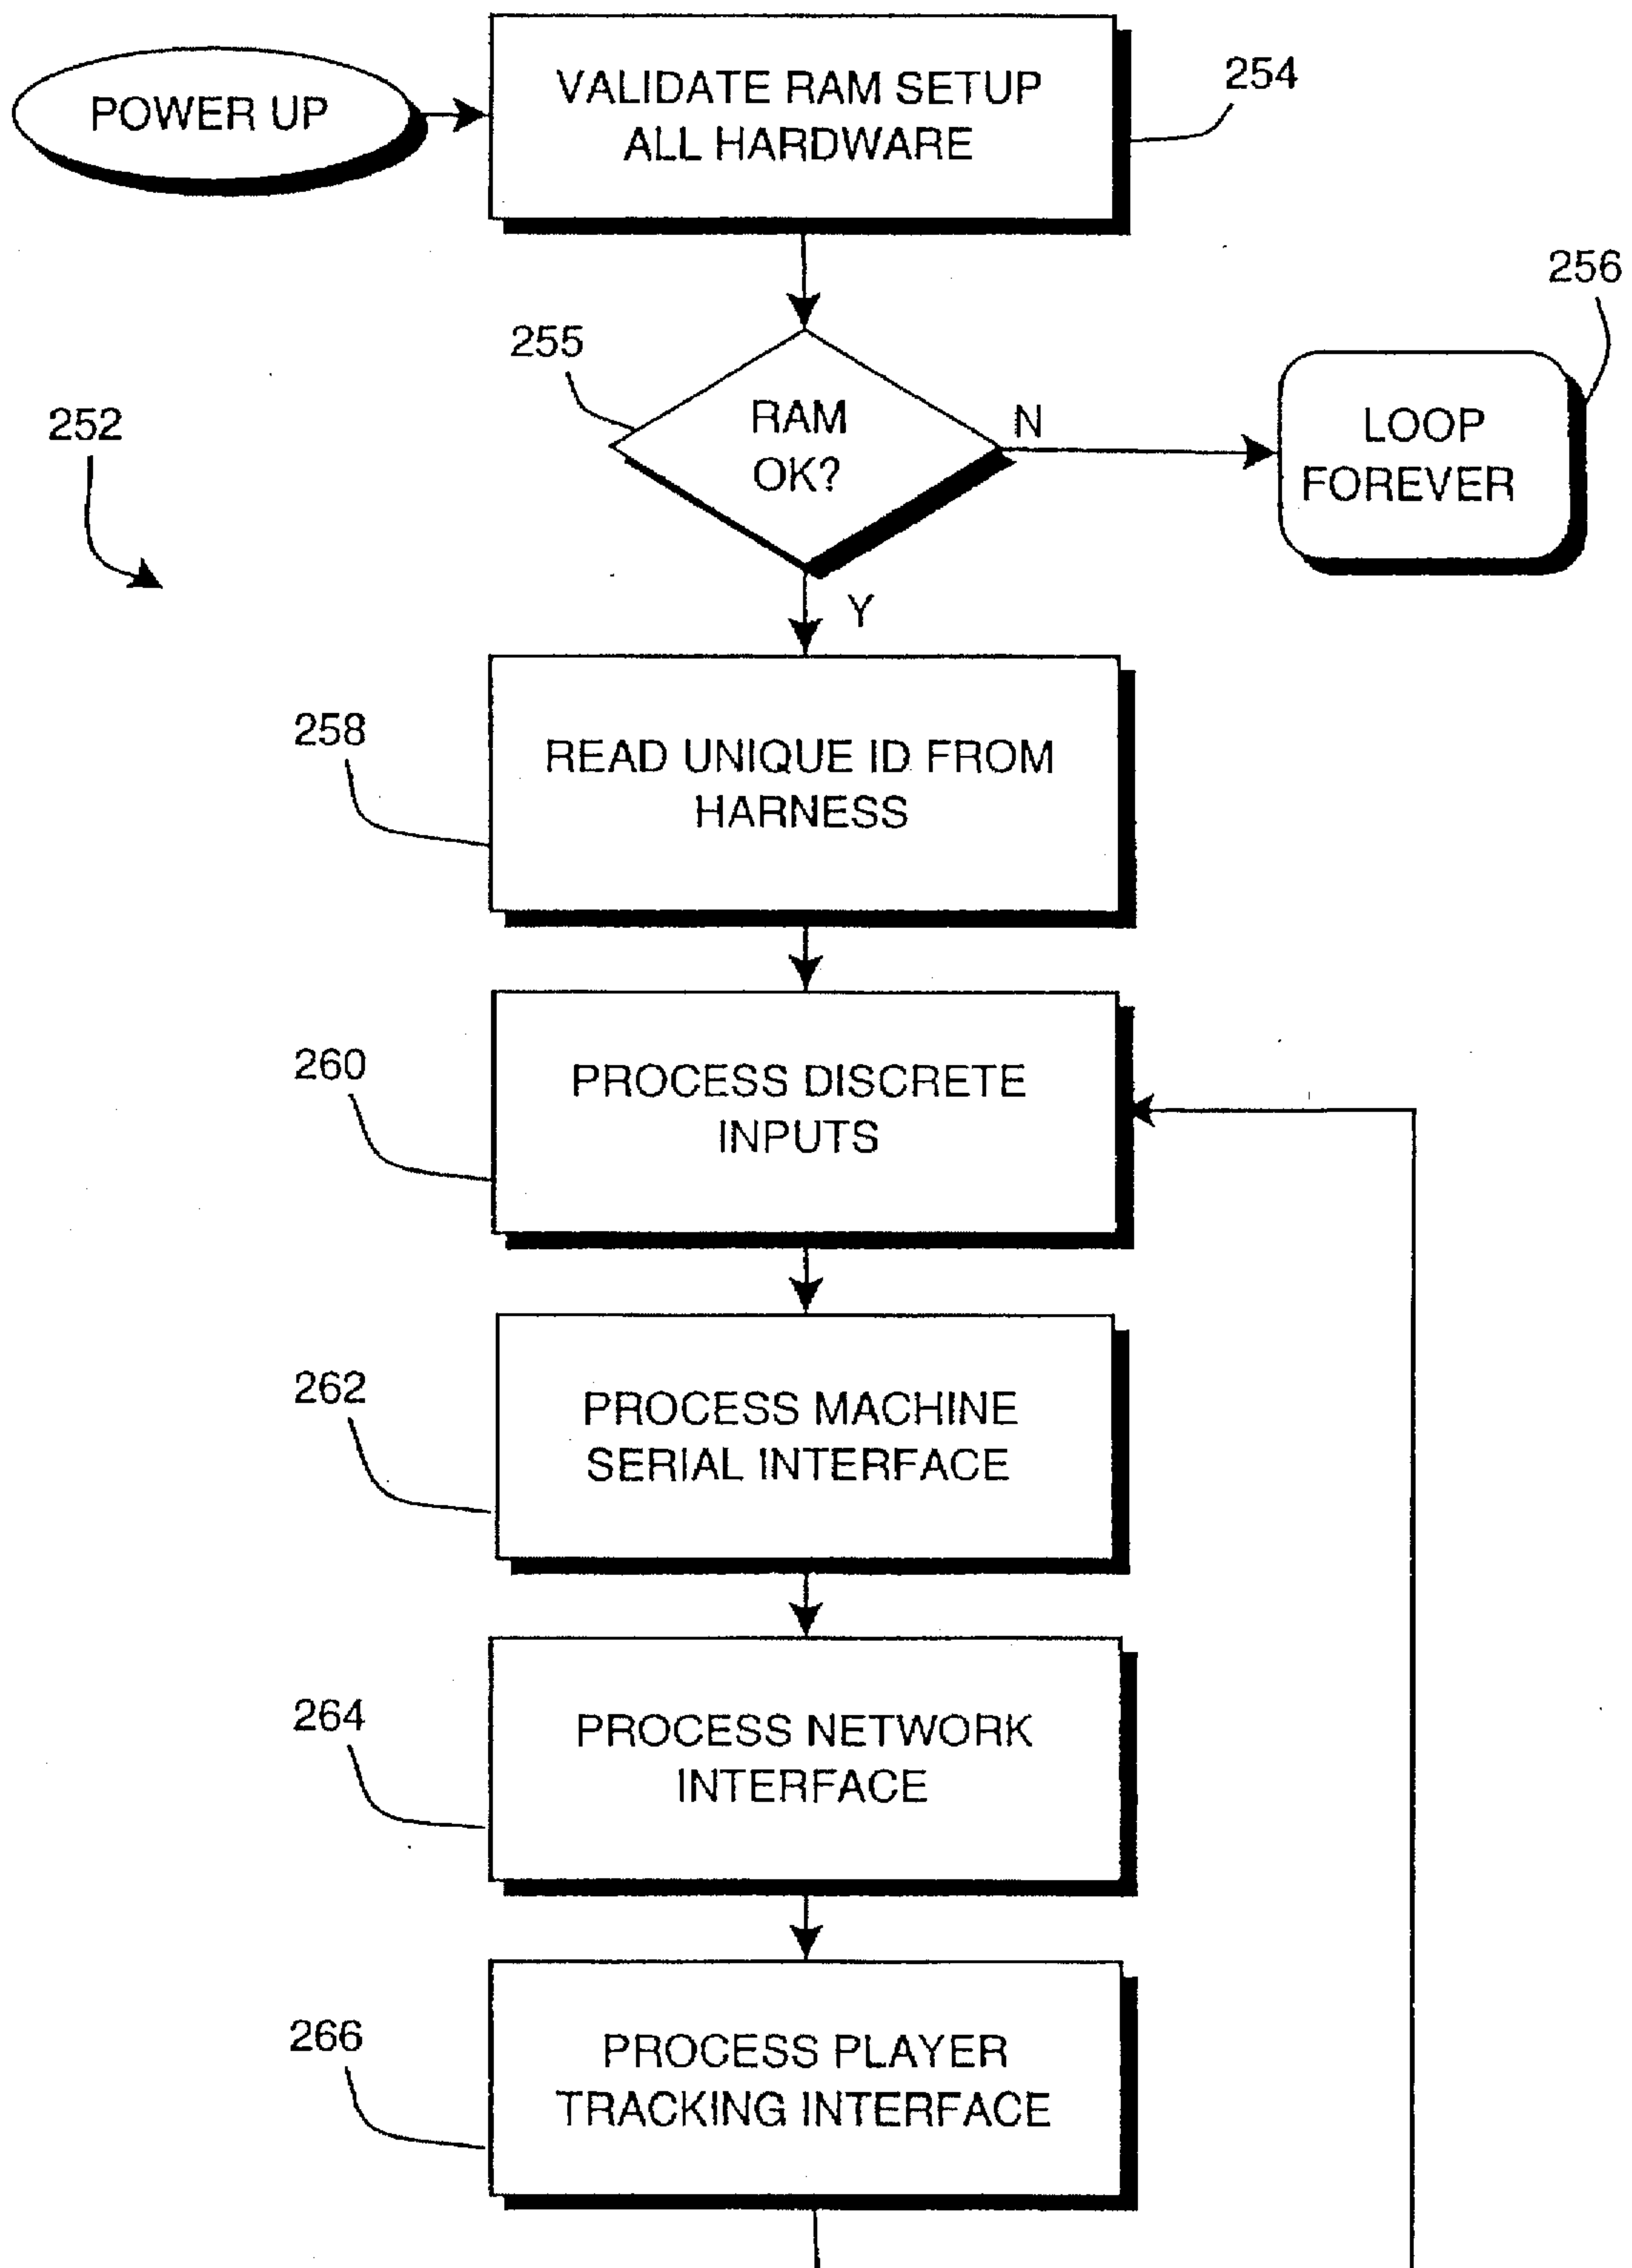 POWER UP
VALIDATE RAM SETUP
ALL HARDWARE
254
256
255
RAM
OK?
N
LOOP
FOREVER
252
Y
258
READ UNIQUE ID FROM
HARNESS
260
PROCESS DISCRETE
INPUTS
262
PROCESS MACHINE
SERIAL INTERFACE
264
PROCESS NETWORK
INTERFACE
266
PROCESS PLAYER
TRACKING INTERFACE